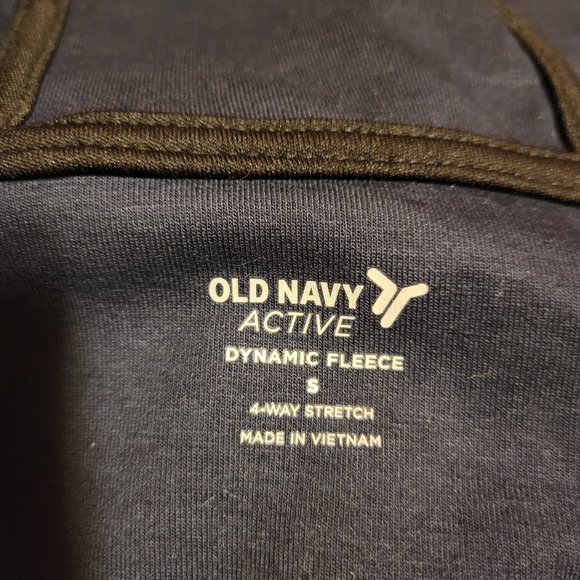 OLD NAVY
ACTIVE
DYNAMIC FLEECE
S
4-WAY STRETCH
MADE IN VIETNAM